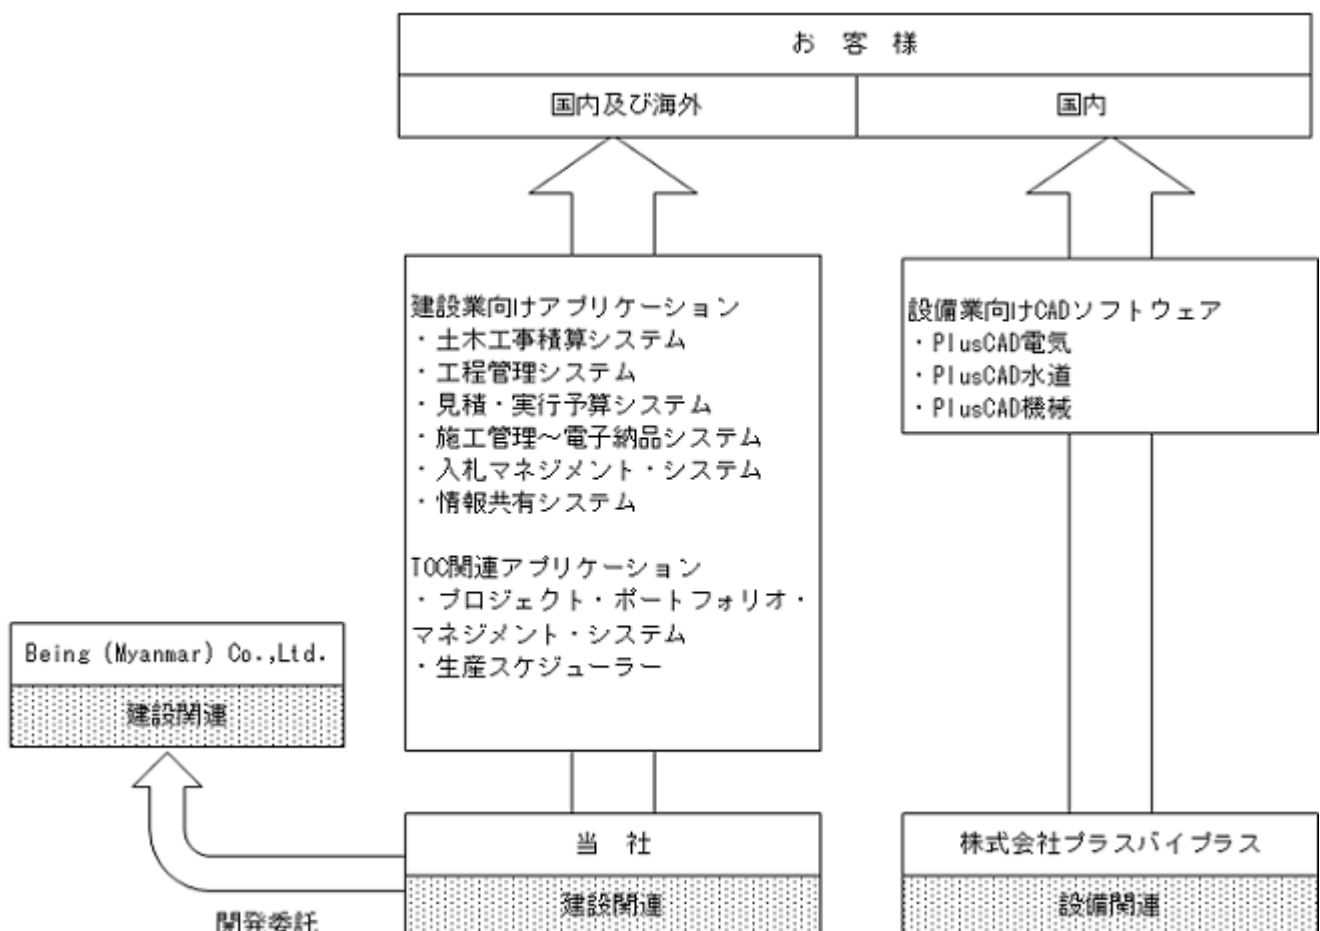 お 客 様
国内及び海外
国内
建設業向けアプリケーション
・土木工事積算システム
・工程管理システム
・見積・実行予算システム
・施工管理～電子納品システム
・入札マネジメント・システム
・情報共有システム
TOC関連アプリケーション
・プロジェクト・ポートフォリオ・
マネジメント・システム
・生産スケジューラー
設備業向けCADソフトウェア
・PlusCAD電気
・PlusCAD水道
・PlusCAD機械
Being (Myanmar) Co.,Ltd.
建設関連
当 社
建設関連
株式会社プラスバイプラス
設備関連
開発委託